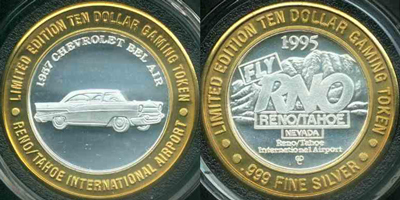 LIMITED EDITION TEN DOLLAR GAMING TOKEN
1957 CHEVROLET BEL AIR
RENO/TAHOE INTERNATIONAL AIRPORT
LIMITED EDITION TEN DOLLAR GAMING TOKEN
1995
FLY
RNO
RENO/TAHOE
NEVADA
Reno/Tahoe
International Airport
.999 FINE SILVER